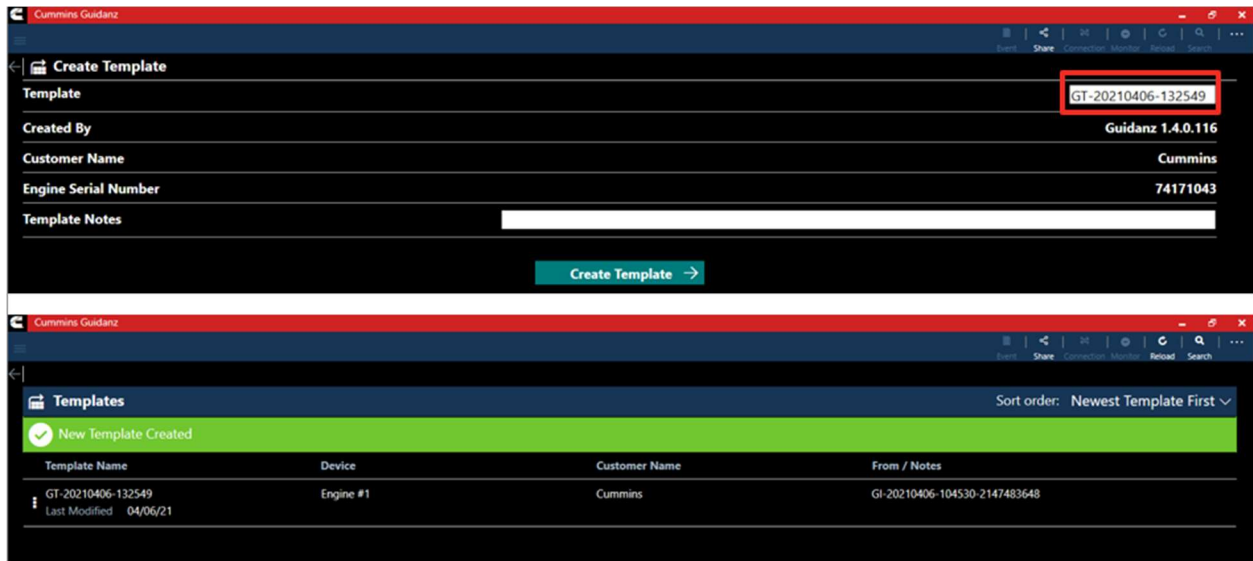 Cummins Guidanz
Event Share Connection Monitor Reload Search
Create Template
Template GT-20210406-132549
Created By Guidanz 1.4.0.116
Customer Name Cummins
Engine Serial Number 74171043
Template Notes
Create Template
Cummins Guidanz
Event Share Connection Monitor Reload Search
Templates Sort order: Newest Template First
New Template Created
Template Name Device Customer Name From / Notes
GT-20210406-132549 Engine #1 Cummins GI-20210406-104530-2147483648
Last Modified 04/06/21